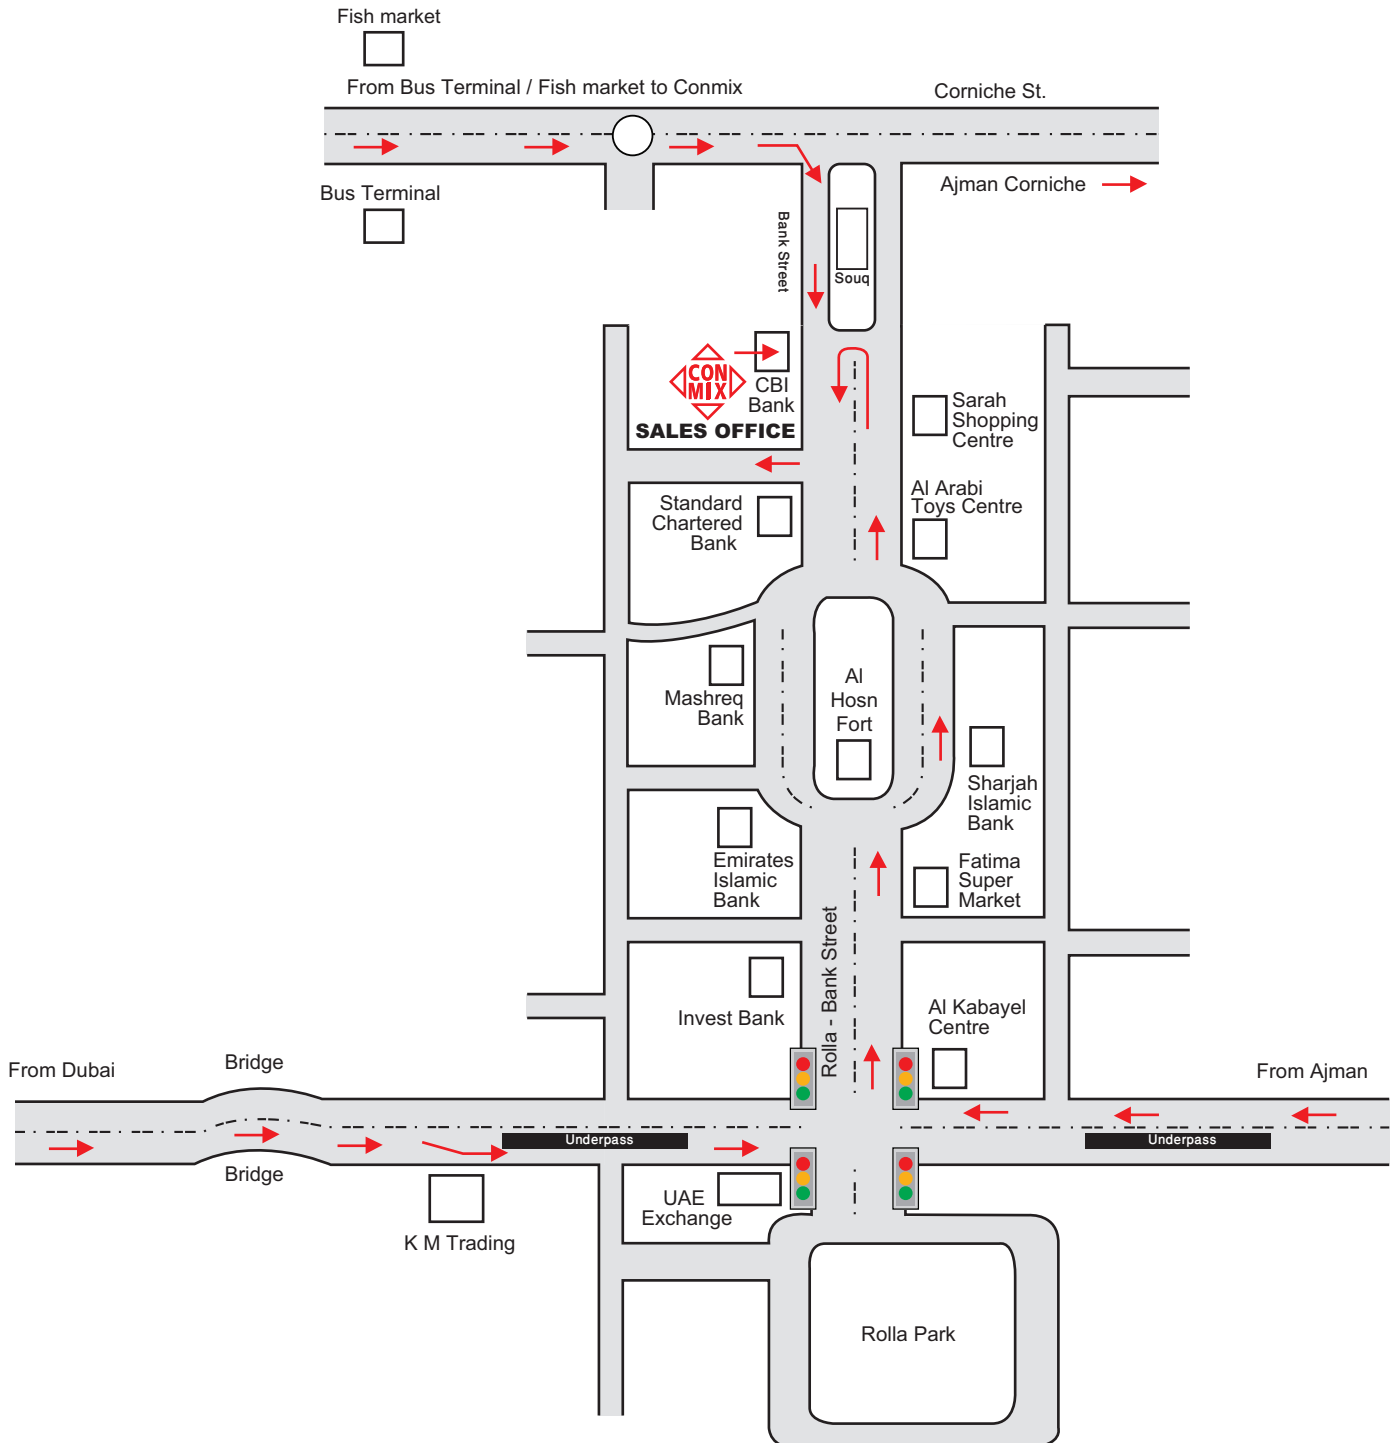 Fish market
From Bus Terminal / Fish market to Conmix
Corniche St.
Bus Terminal
Ajman Corniche
Bank Street
Souq
CON
MIX
CBI
Bank
SALES OFFICE
Sarah
Shopping
Centre
Standard
Chartered
Bank
Al Arabi
Toys Centre
Mashreq
Bank
Al
Hosn
Fort
Sharjah
Islamic
Bank
Emirates
Islamic
Bank
Fatima
Super
Market
Rolla - Bank Street
Invest Bank
Al Kabayel
Centre
From Dubai
Bridge
From Ajman
Underpass
Underpass
Bridge
UAE
Exchange
K M Trading
Rolla Park